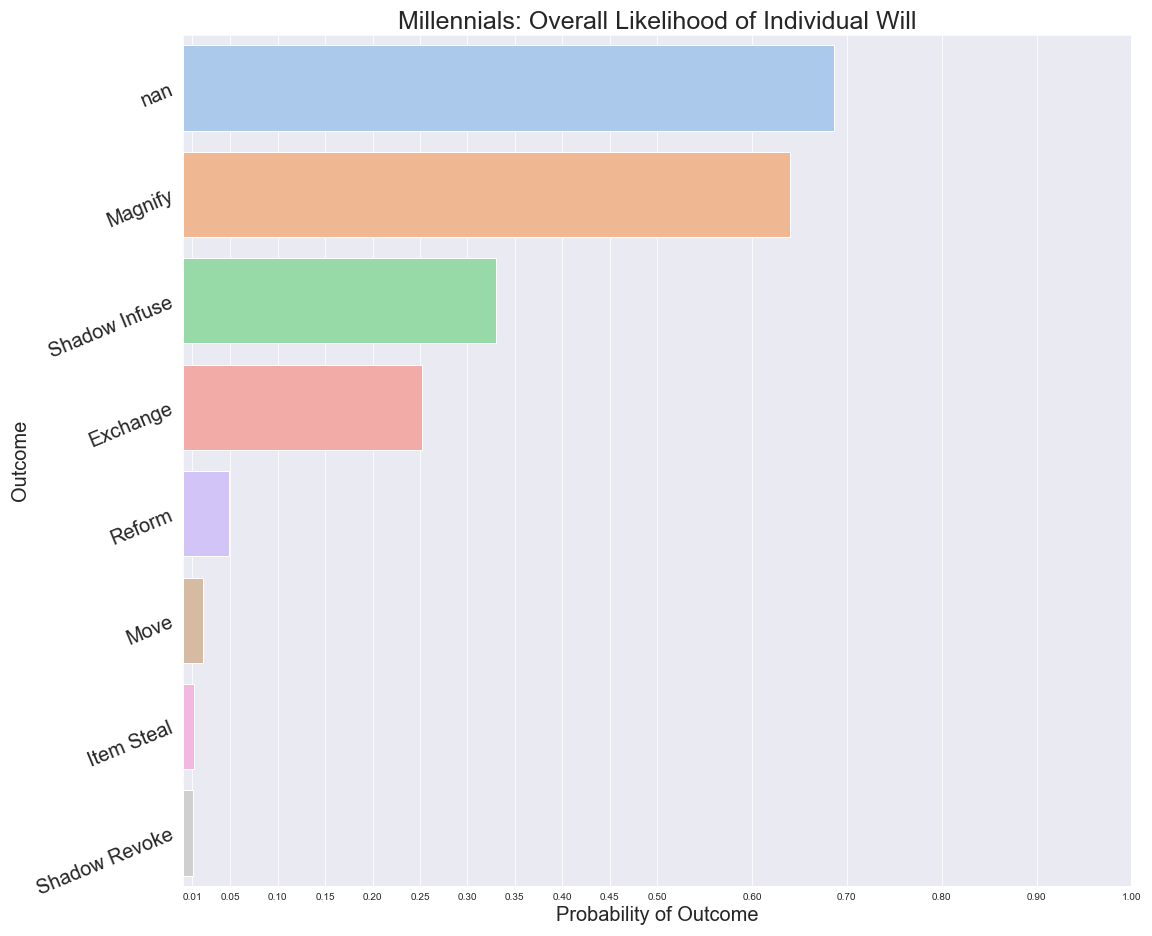 Millennials: Overall Likelihood of Individual Will
nan
Magnify
Shadow Infuse
Exchange
Reform
Move
Item Steal
Shadow Revoke
Outcome
0.01 0.05 0.10 0.15 0.20 0.25 0.30 0.35 0.40 0.45 0.50 0.60 0.70 0.80 0.90 1.00
Probability of Outcome